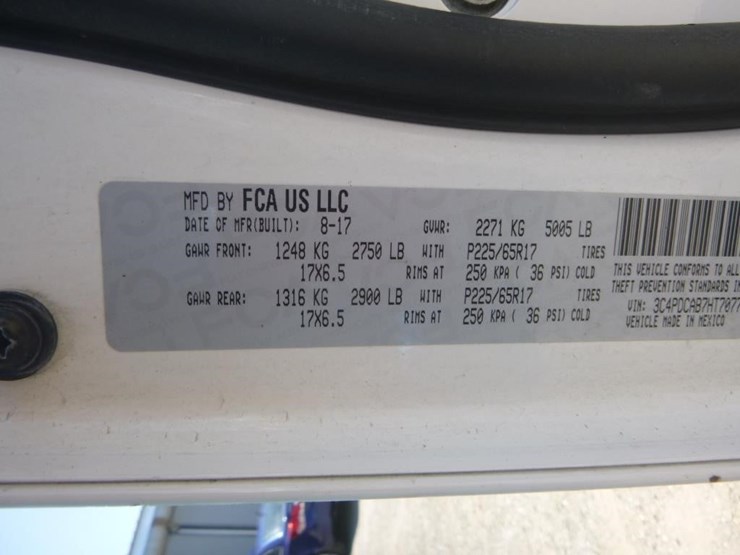 MFD BY FCA US LLC
DATE OF MFR(BUILT): 8-17 GVWR: 2271 KG 5005 LB
GAWR FRONT: 1248 KG 2750 LB WITH P225/65R17 TIRES
17X6.5 RIMS AT 250 KPA ( 36 PSI) COLD
GAWR REAR: 1316 KG 2900 LB WITH P225/65R17 TIRES
17X6.5 RIMS AT 250 KPA ( 36 PSI) COLD
THIS VEHICLE CONFORMS TO ALL
THEFT PREVENTION STANDARDS IN
VIN: 3C4PDCAB7HT7077
VEHICLE MADE IN MEXICO